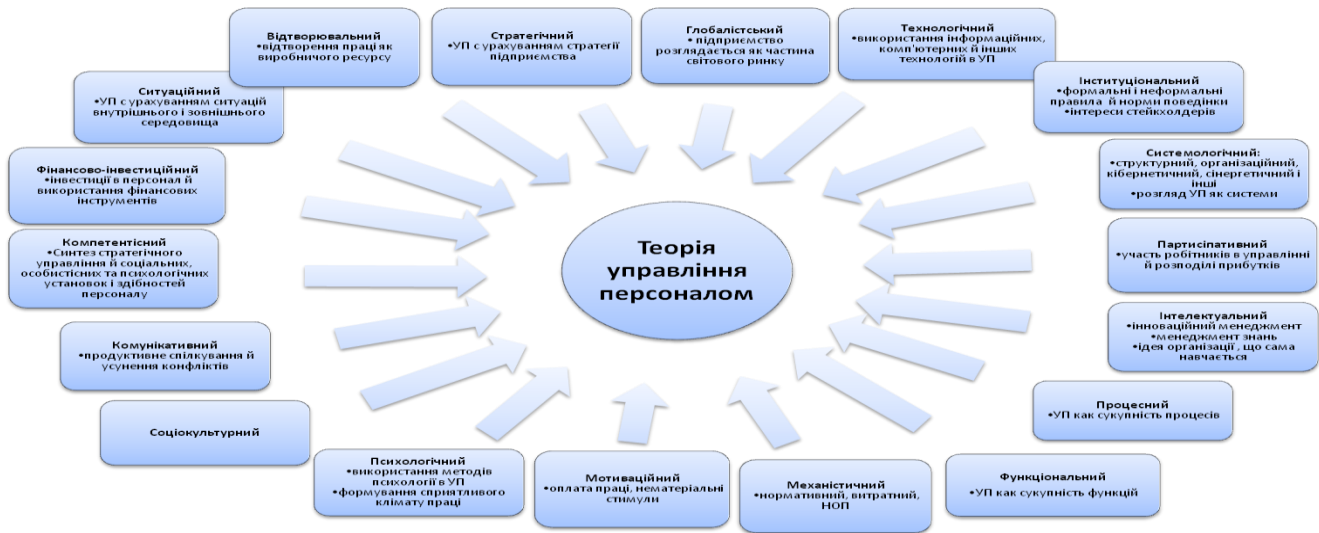 Відтворювальний
•відтворення праці як
виробничого ресурсу
Стратегічний
•УП с урахуванням стратегії
підприємства
Глобалістський
• підприємство
розглядається як частина
світового ринку
Технологічний
•використання інформаційних,
комп'ютерних й інших
технологій в УП
Ситуаційний
•УП с урахуванням ситуацій
внутрішнього і зовнішнього
середовища
Інституціональний
•формальні і неформальні
правила й норми поведінки
•інтереси стейкхолдерів
Фінансово-інвестиційний
•інвестиції в персонал й
використання фінансових
інструментів
Системологічний:
•структурний, організаційний,
кібернетичний, сінергетичний і
інші
•розгляд УП як системи
Компетентісний
•Синтез стратегічного
управління й соціальних,
особистісних та психологічних
установок і здібностей
персоналу
Теорія
управління
персоналом
Партисіпативний
•участь робітників в управлінні
й розподілі прибутків
Комунікативний
•продуктивне спілкування й
усунення конфліктів
Інтелектуальний
•інноваційний менеджмент
•менеджмент знань
•ідея організації , що сама
навчається
Соціокультурний
Процесний
•УП как сукупність процесів
Психологічний
•використання методів
психології в УП
•формування сприятливого
клімату праці
Мотиваційний
•оплата праці, нематеріальні
стимули
Механістичний
•нормативний, витратний,
НОП
Функціональний
•УП как сукупність функцій